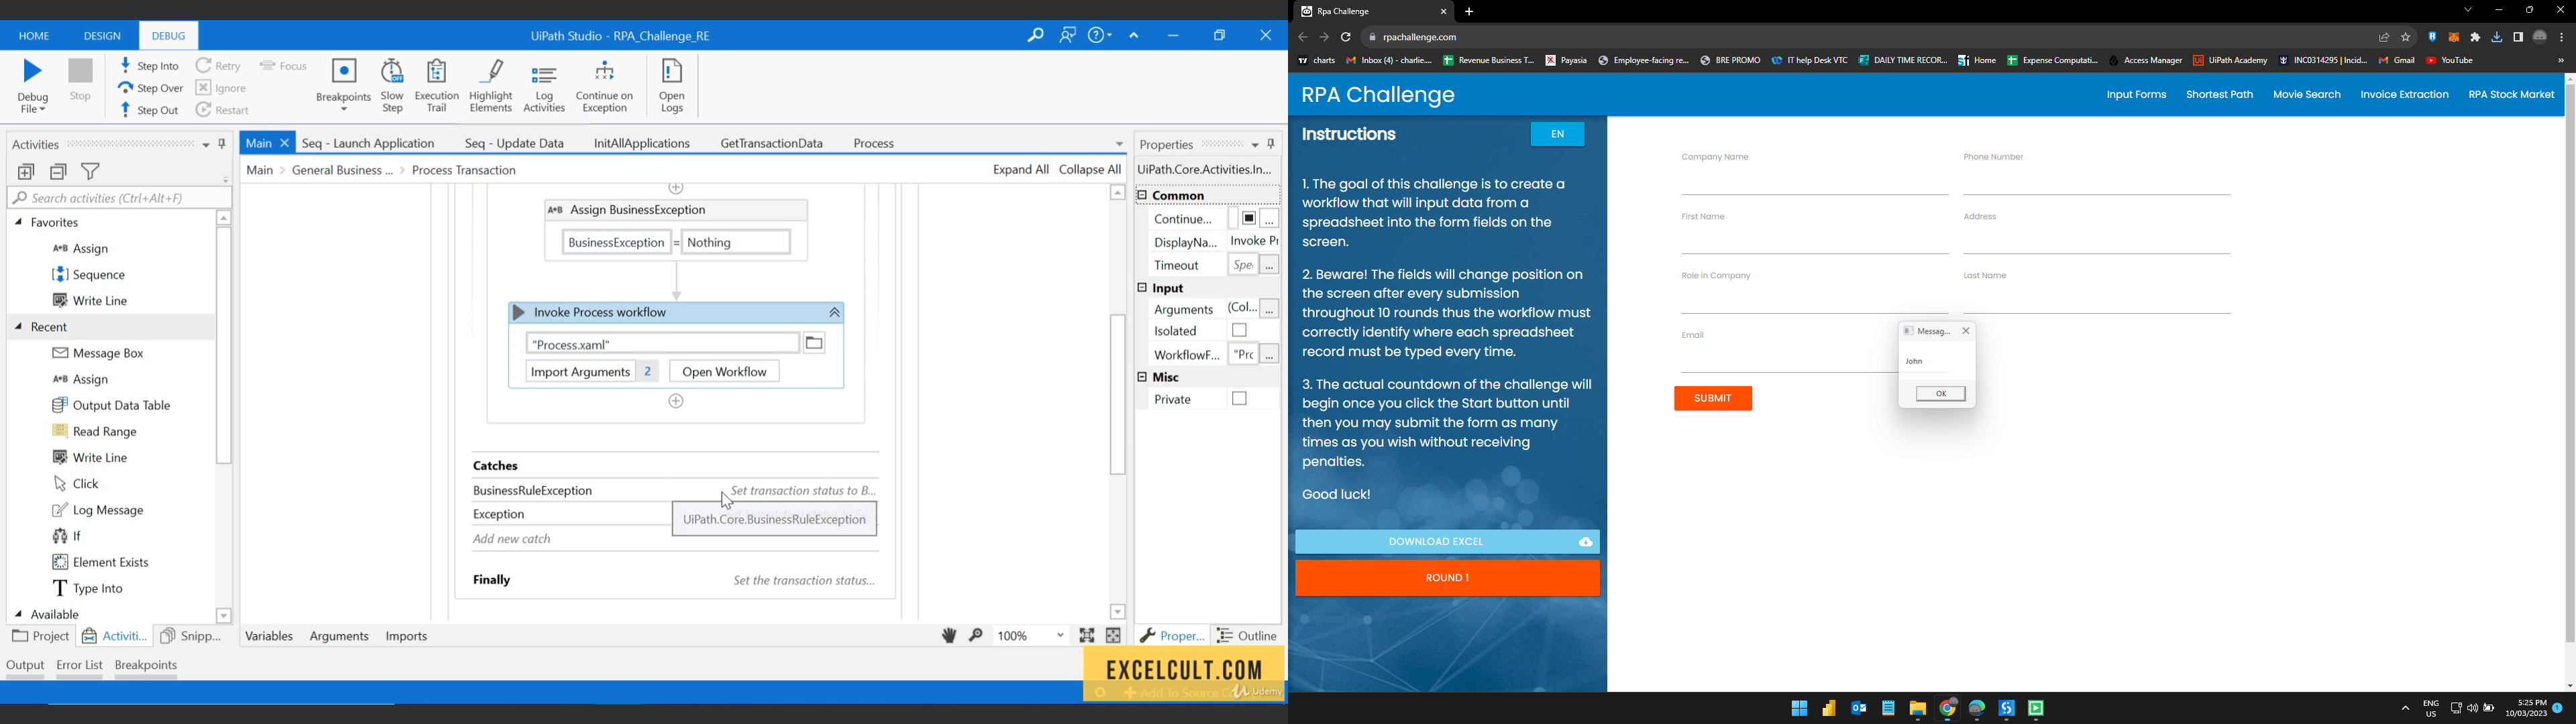 HOME
DESIGN
DEBUG
UiPath Studio - RPA_Challenge_RE
Debug File
Stop
Step Into
Step Over
Step Out
Retry
Ignore
Restart
Focus
Breakpoints
Slow Step
Execution Trail
Highlight Elements
Log Activities
Continue on Exception
Open Logs
Activities
Search activities (Ctrl+Alt+F)
Favorites
Assign
Sequence
Write Line
Recent
Message Box
Assign
Output Data Table
Read Range
Write Line
Click
Log Message
If
Element Exists
Type Into
Available
Project
Activiti...
Snipp...
Output
Error List
Breakpoints
Main
Seq - Launch Application
Seq - Update Data
InitAllApplications
GetTransactionData
Process
Main > General Business ... > Process Transaction
Expand All
Collapse All
A+B Assign BusinessException
BusinessException = Nothing
Invoke Process workflow
"Process.xaml"
Import Arguments 2
Open Workflow
Catches
BusinessRuleException Set transaction status to B...
Exception
UiPath.Core.BusinessRuleException
Add new catch
Finally Set the transaction status...
Variables
Arguments
Imports
100%
Properties
UiPath.Core.Activities.In...
Common
Continue...
DisplayNa... Invoke Pr
Timeout Spe
Input
Arguments (Col...
Isolated
WorkflowF... "Prc
Misc
Private
Proper...
Outline
EXCELCULT.COM
Add To Source
Udemy
Rpa Challenge
rpachallenge.com
charts
Inbox (4) - charlie....
Revenue Business T...
Payasia
Employee-facing re...
BRE PROMO
IT help Desk VTC
DAILY TIME RECOR...
Home
Expense Computati...
Access Manager
UiPath Academy
INC0314295 | Incid...
Gmail
YouTube
RPA Challenge
Input Forms
Shortest Path
Movie Search
Invoice Extraction
RPA Stock Market
Instructions
EN
1. The goal of this challenge is to create a
workflow that will input data from a
spreadsheet into the form fields on the
screen.
2. Beware! The fields will change position on
the screen after every submission
throughout 10 rounds thus the workflow must
correctly identify where each spreadsheet
record must be typed every time.
3. The actual countdown of the challenge will
begin once you click the Start button until
then you may submit the form as many
times as you wish without receiving
penalties.
Good luck!
DOWNLOAD EXCEL
ROUND 1
Company Name
Phone Number
First Name
Address
Role in Company
Last Name
Email
SUBMIT
Messag...
John
OK
ENG
US
5:25 PM
10/03/2023